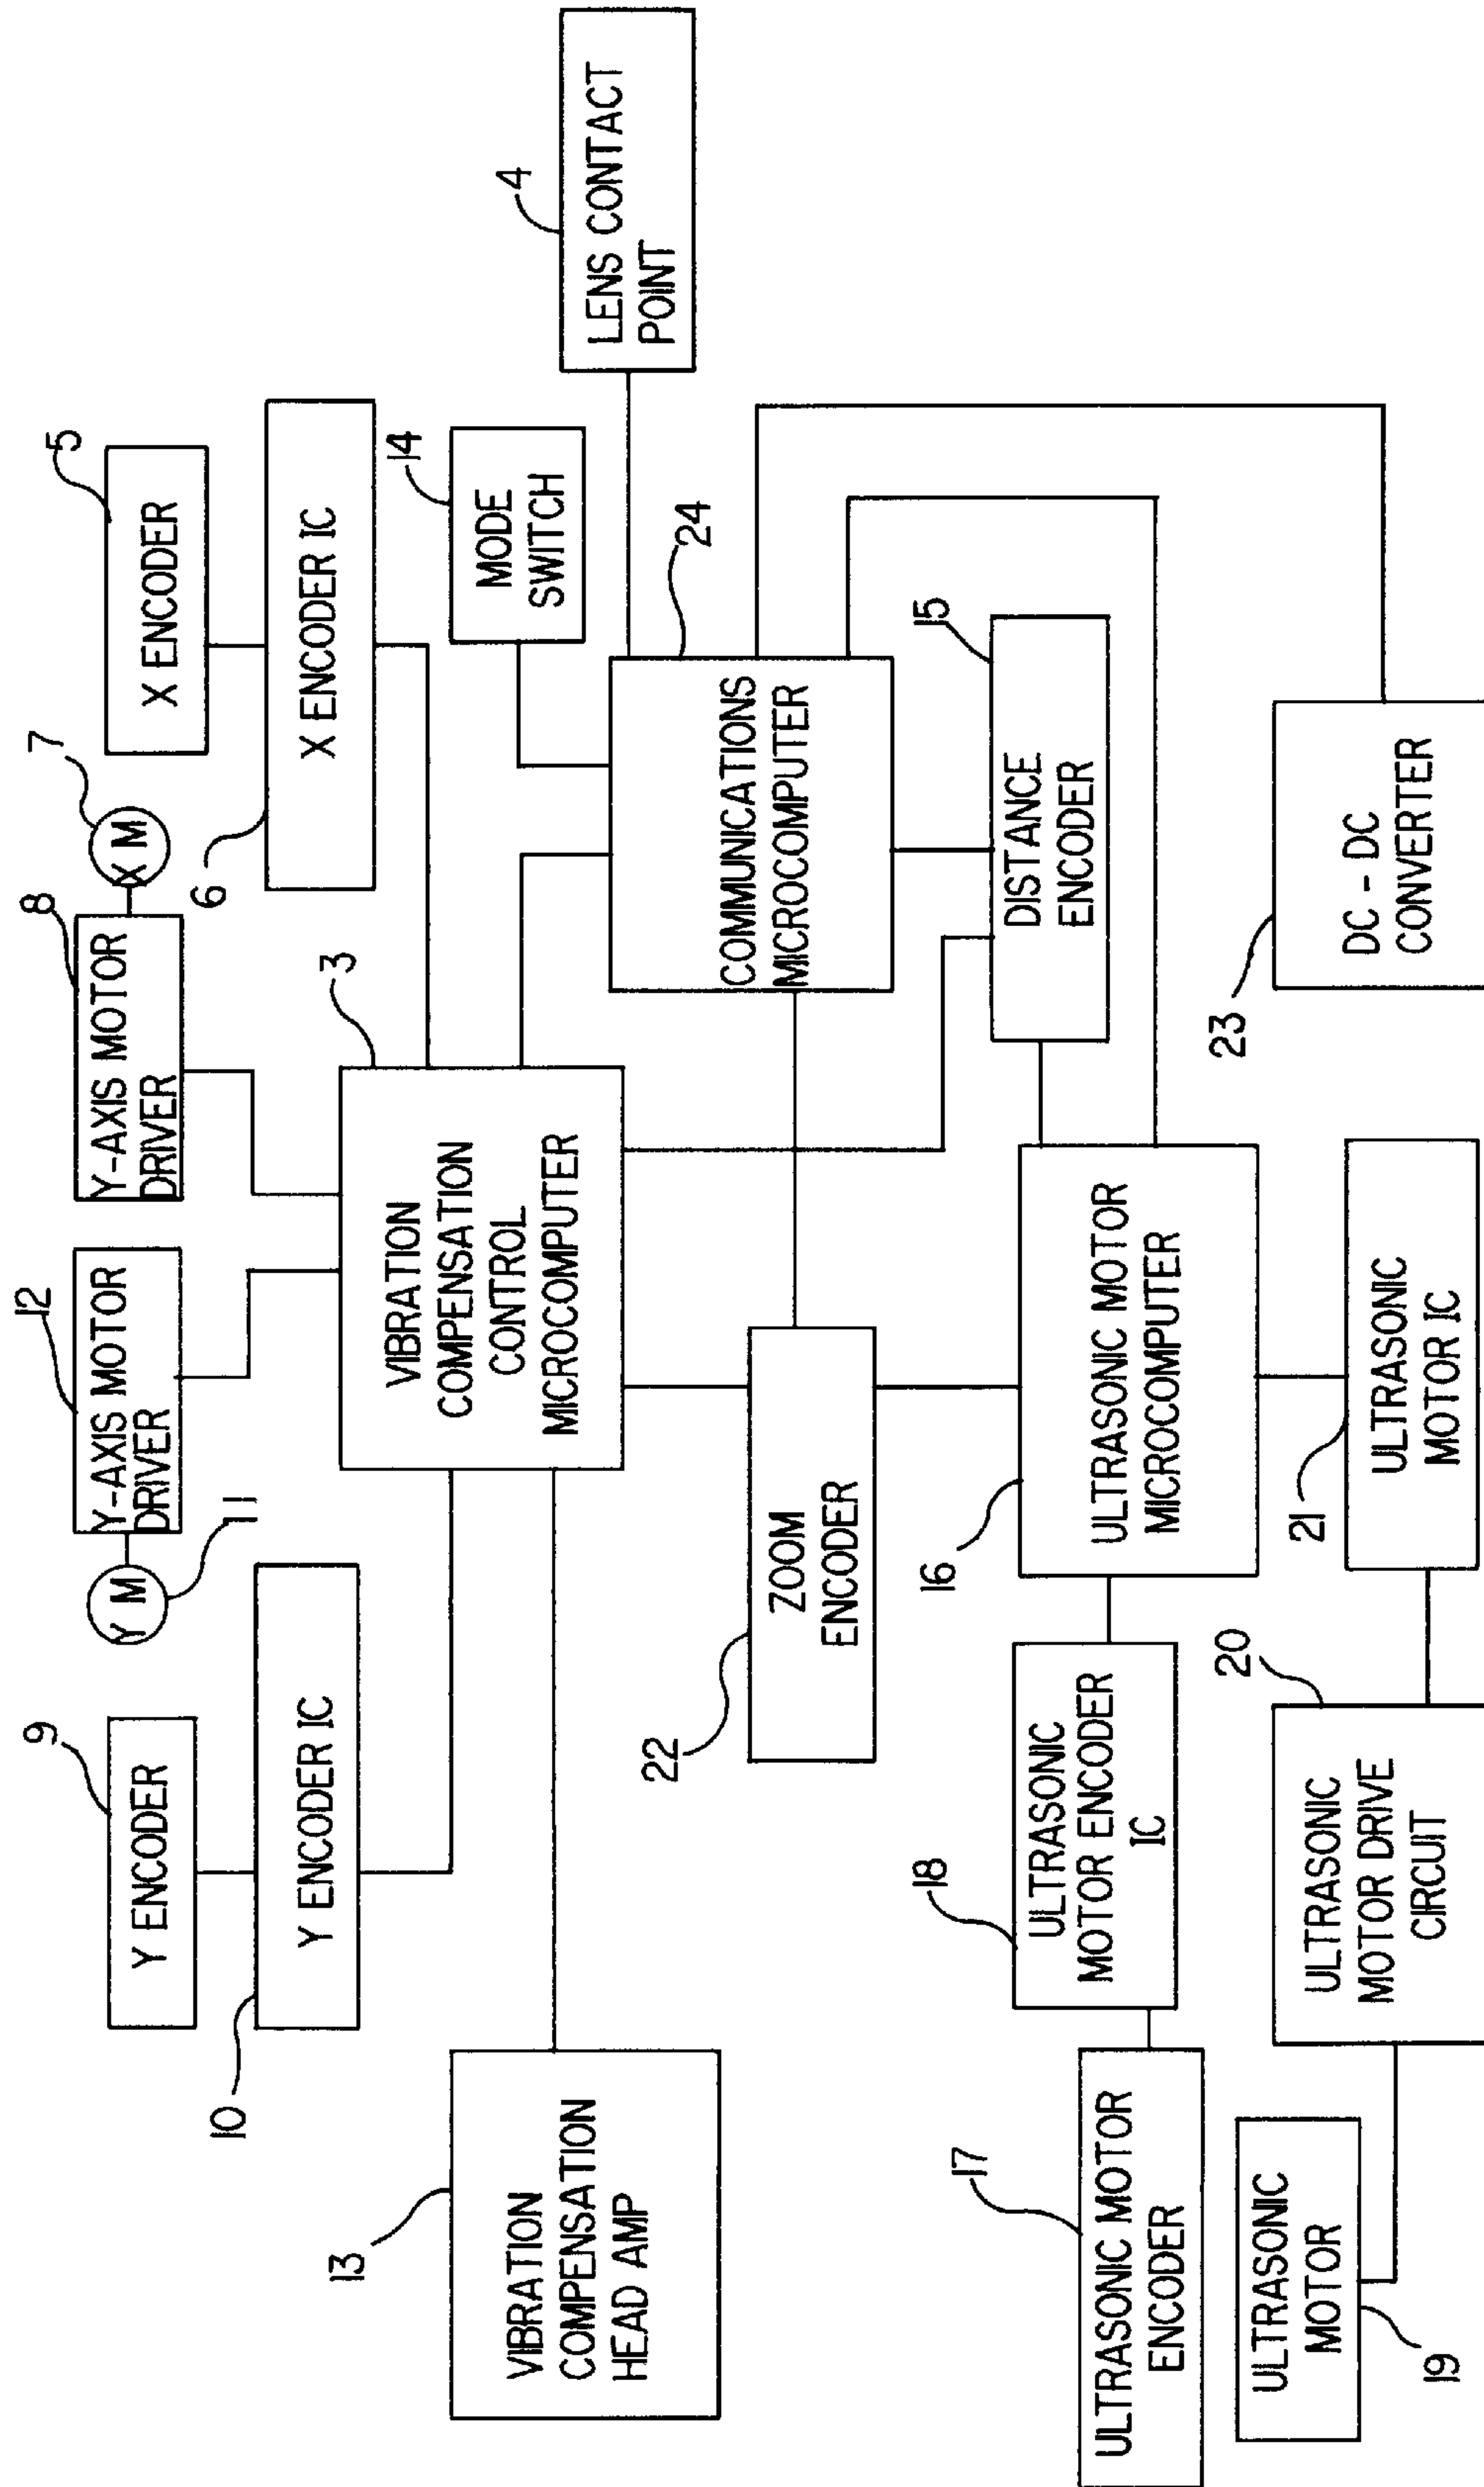 9
Y ENCODER
10
Y ENCODER IC
11
Y M
12
Y-AXIS MOTOR
DRIVER
8
Y-AXIS MOTOR
DRIVER
7
X M
5
X ENCODER
6
X ENCODER IC
13
VIBRATION
COMPENSATION
HEAD AMP
3
VIBRATION
COMPENSATION
CONTROL
MICROCOMPUTER
14
MODE
SWITCH
4
LENS CONTACT
POINT
24
COMMUNICATIONS
MICROCOMPUTER
22
ZOOM
ENCODER
15
DISTANCE
ENCODER
17
ULTRASONIC MOTOR
ENCODER
18
ULTRASONIC
MOTOR ENCODER
IC
16
ULTRASONIC MOTOR
MICROCOMPUTER
19
ULTRASONIC
MOTOR
20
ULTRASONIC
MOTOR DRIVE
CIRCUIT
21
ULTRASONIC
MOTOR IC
23
DC - DC
CONVERTER